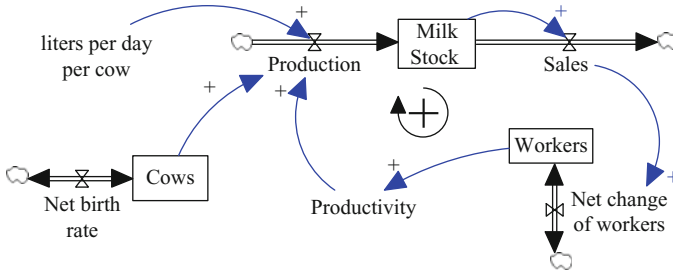 liters per day
per cow
+
Production
Milk
Stock
+
Sales
+
+
+
Cows
Net birth
rate
Productivity
+
Workers
Net change
of workers
+